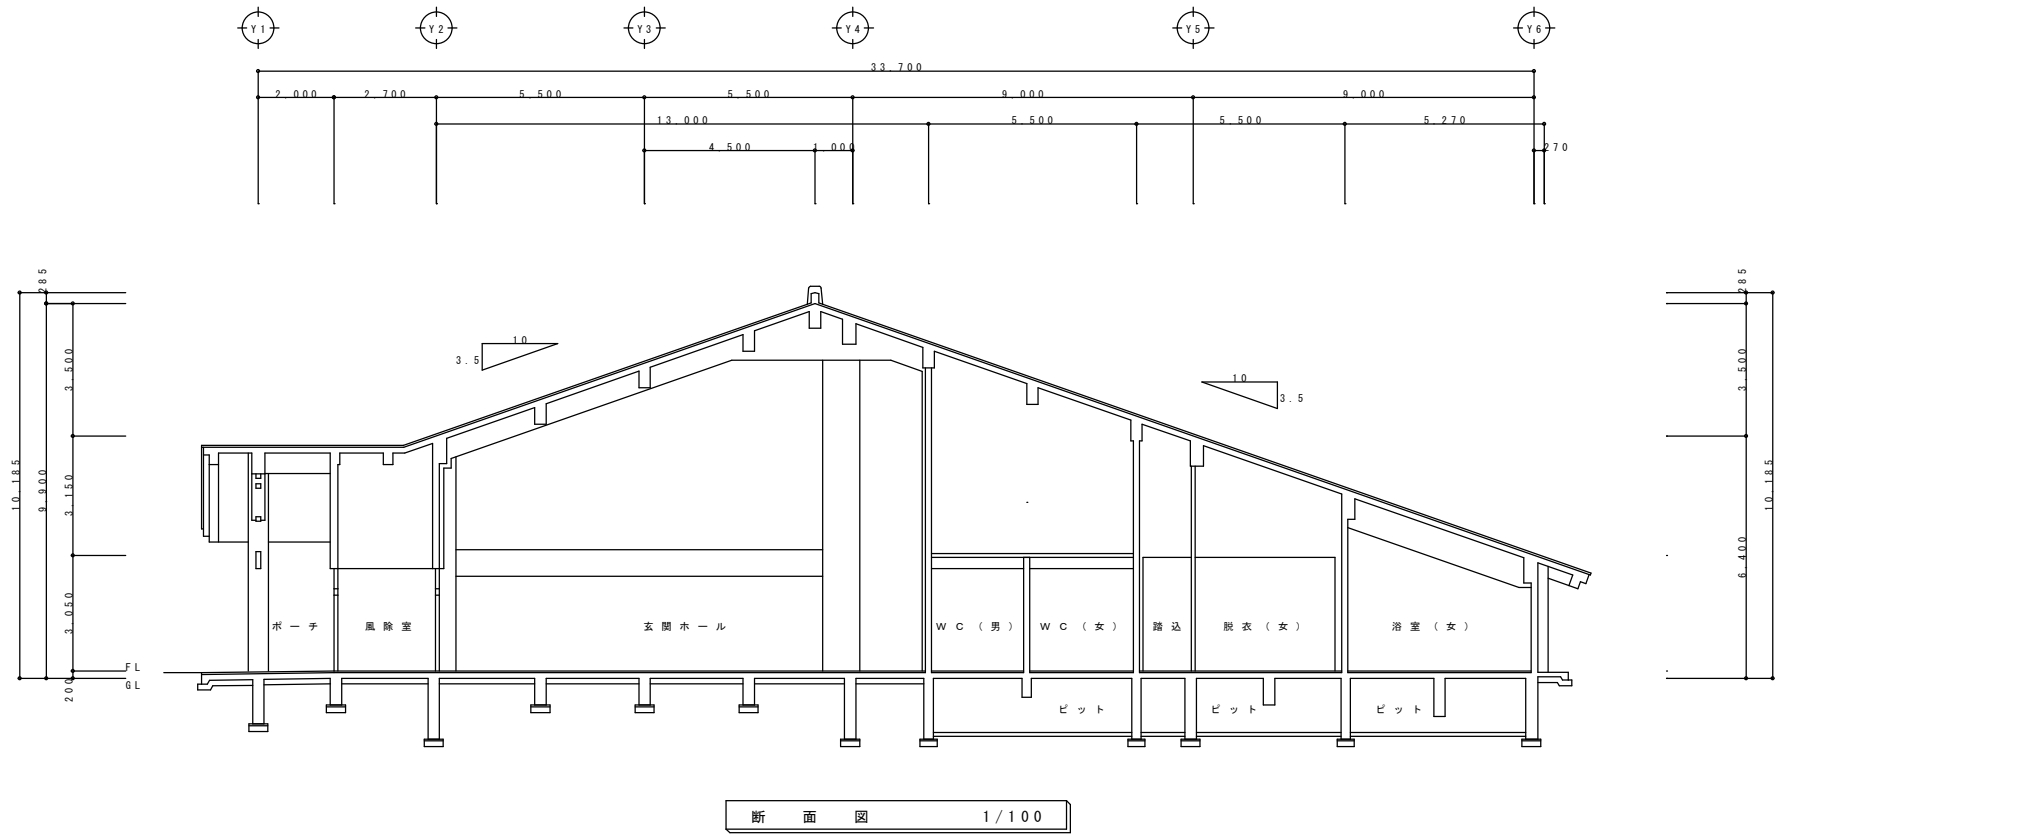 Y1 Y2 Y3 Y4 Y5 Y6
33,700
2,000 2,700 5,500 5,500 9,000 9,000
13,000 5,500 5,500 5,270
4,500 1,000 270
285 285
10 3.5
10 3.5
3,500 3,500
10,185 9,900 3,150 10,185
3,050 6,400
ポーチ 風除室 玄関ホール WC(男) WC(女) 踏込 脱衣(女) 浴室(女)
FL
GL
200
ピット ピット ピット
断面図 1/100